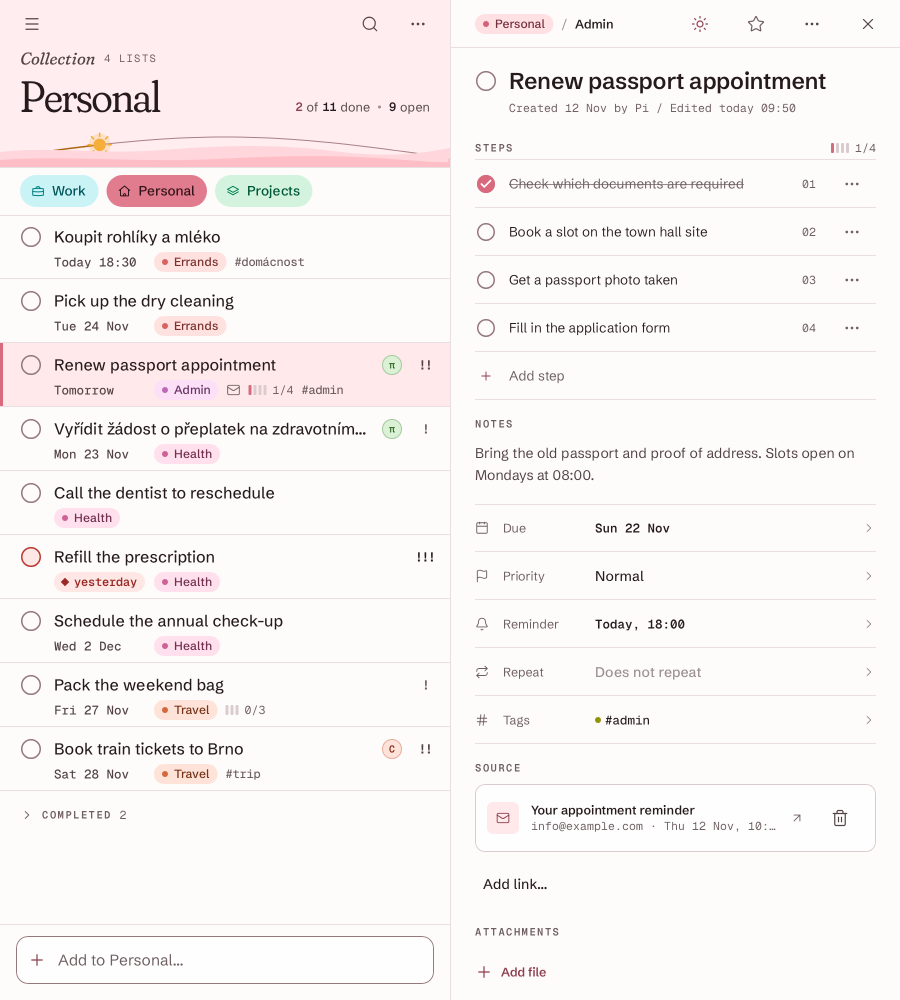 Collection 4 LISTS
Personal
2 of 11 done • 9 open
Work Personal Projects
Koupit rohlíky a mléko
Today 18:30 Errands #domácnost
Pick up the dry cleaning
Tue 24 Nov Errands
Renew passport appointment π !!
Tomorrow Admin 1/4 #admin
Vyřídit žádost o přeplatek na zdravotním… π !
Mon 23 Nov Health
Call the dentist to reschedule
Health
Refill the prescription !!!
yesterday Health
Schedule the annual check-up
Wed 2 Dec Health
Pack the weekend bag !
Fri 27 Nov Travel 0/3
Book train tickets to Brno C !!
Sat 28 Nov Travel #trip
COMPLETED 2
Add to Personal…
Personal / Admin
Renew passport appointment
Created 12 Nov by Pi / Edited today 09:50
STEPS 1/4
Check which documents are required 01
Book a slot on the town hall site 02
Get a passport photo taken 03
Fill in the application form 04
Add step
NOTES
Bring the old passport and proof of address. Slots open on
Mondays at 08:00.
Due Sun 22 Nov
Priority Normal
Reminder Today, 18:00
Repeat Does not repeat
Tags #admin
SOURCE
Your appointment reminder
info@example.com · Thu 12 Nov, 10:…
Add link…
ATTACHMENTS
Add file